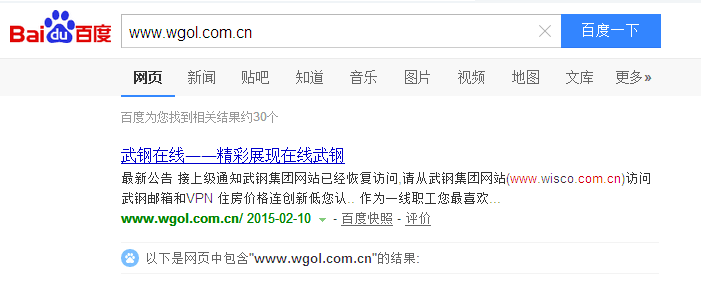 Bai du 百度
www.wgol.com.cn
百度一下
网页 新闻 贴吧 知道 音乐 图片 视频 地图 文库 更多»
百度为您找到相关结果约30个
武钢在线——精彩展现在线武钢
最新公告 接上级通知武钢集团网站已经恢复访问,请从武钢集团网站(www.wisco.com.cn)访问
武钢邮箱和VPN 住房价格连创新低您认... 作为一线职工您最喜欢...
www.wgol.com.cn/ 2015-02-10 - 百度快照 - 评价
以下是网页中包含"www.wgol.com.cn"的结果: